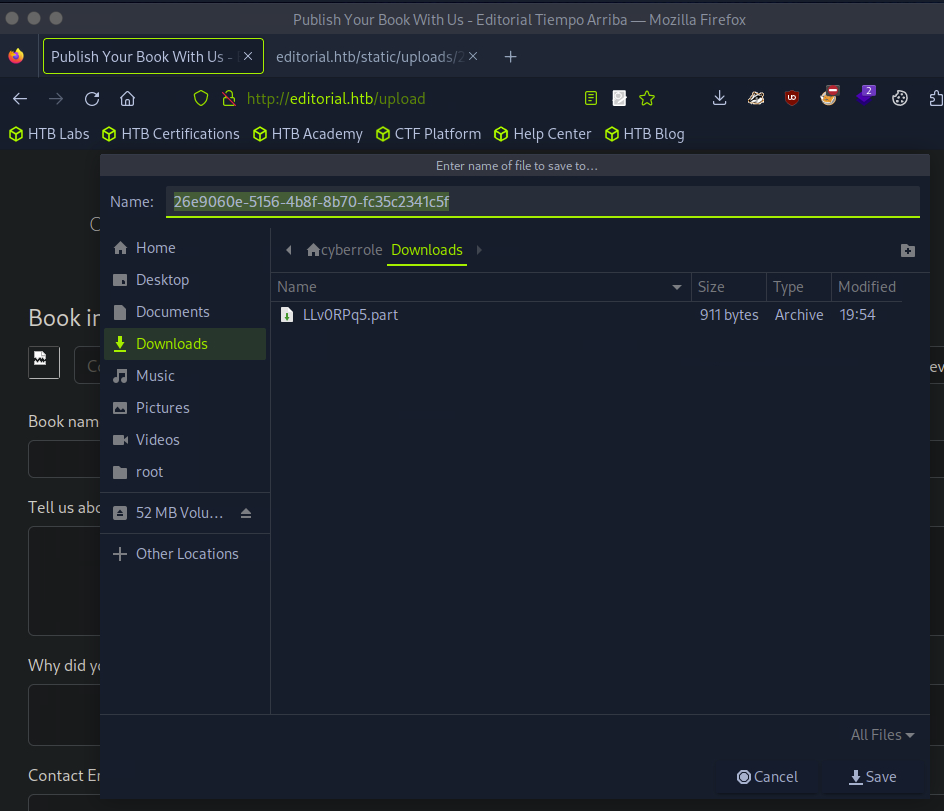 Publish Your Book With Us - Editorial Tiempo Arriba — Mozilla Firefox
Publish Your Book With Us - editorial.htb/static/uploads/2
http://editorial.htb/upload
UD 2
HTB Labs HTB Certifications HTB Academy CTF Platform Help Center HTB Blog
Enter name of file to save to…
Name: 26e9060e-5156-4b8f-8b70-fc35c2341c5f
Home
Desktop
Documents
Downloads
Music
Pictures
Videos
root
52 MB Volu…
Other Locations
cyberrole Downloads
Name Size Type Modified
LLv0RPq5.part 911 bytes Archive 19:54
All Files
Cancel Save
Book in
Book nam
Tell us abo
Why did yo
Contact Em